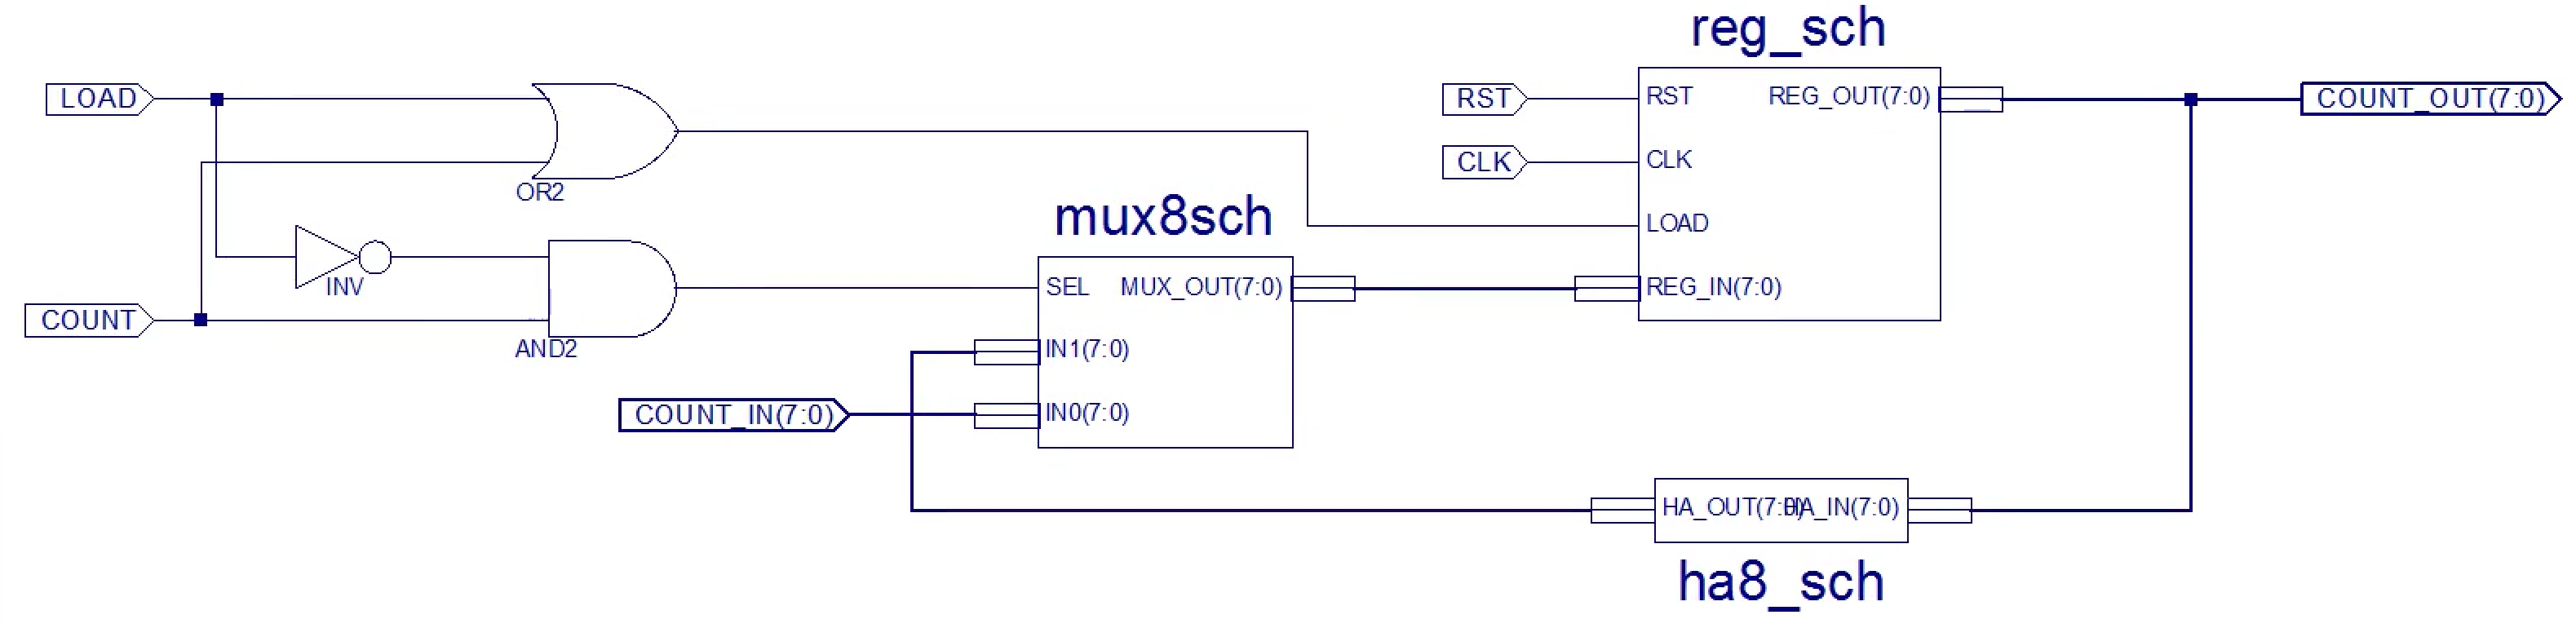 reg_sch
LOAD
RST
RST
REG_OUT(7:0)
COUNT_OUT(7:0)
CLK
CLK
OR2
LOAD
mux8sch
INV
SEL
MUX_OUT(7:0)
REG_IN(7:0)
COUNT
AND2
IN1(7:0)
COUNT_IN(7:0)
IN0(7:0)
HA_OUT(7:0)
HA_IN(7:0)
ha8_sch